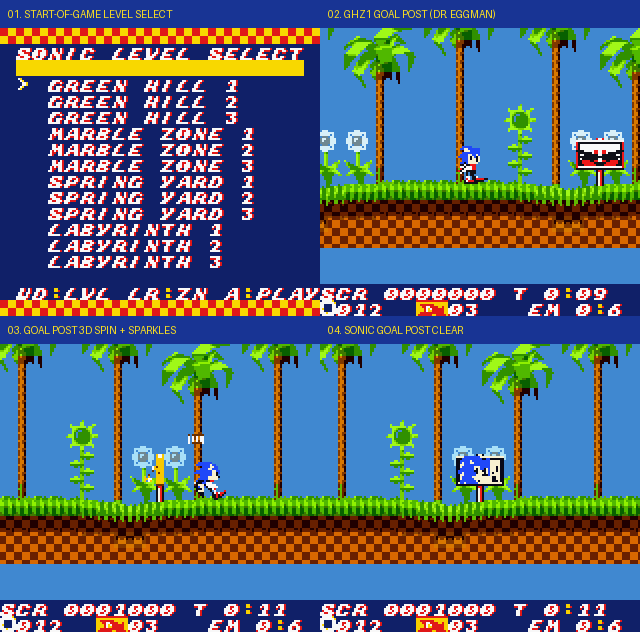 01. START-OF-GAME LEVEL SELECT
SONIC LEVEL SELECT
> GREEN HILL 1
GREEN HILL 2
GREEN HILL 3
MARBLE ZONE 1
MARBLE ZONE 2
MARBLE ZONE 3
SPRING YARD 1
SPRING YARD 2
SPRING YARD 3
LABYRINTH 1
LABYRINTH 2
LABYRINTH 3
UD:LVL LR:ZN A:PLAY
02. GHZ1 GOAL POST (DR EGGMAN)
SCR 0000000 T 0:09
012 03 EM 0:6
03. GOAL POST 3D SPIN + SPARKLES
SCR 0001000 T 0:11
012 03 EM 0:6
04. SONIC GOAL POST CLEAR
SCR 0001000 T 0:11
012 03 EM 0:6